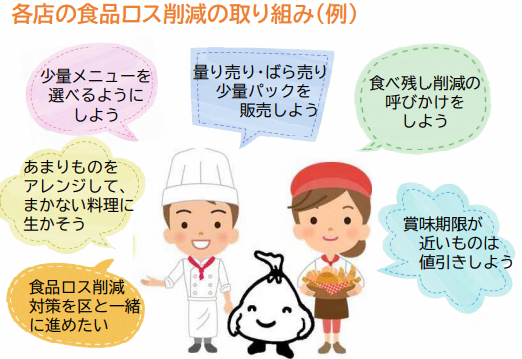 各店の食品ロス削減の取り組み(例)
少量メニューを
選べるように
しよう
量り売り・ばら売り
少量パックを
販売しよう
食べ残し削減の
呼びかけを
しよう
あまりものを
アレンジして、
まかない料理に
生かそう
賞味期限が
近いものは
値引きしよう
食品ロス削減
対策を区と一緒
に進めたい